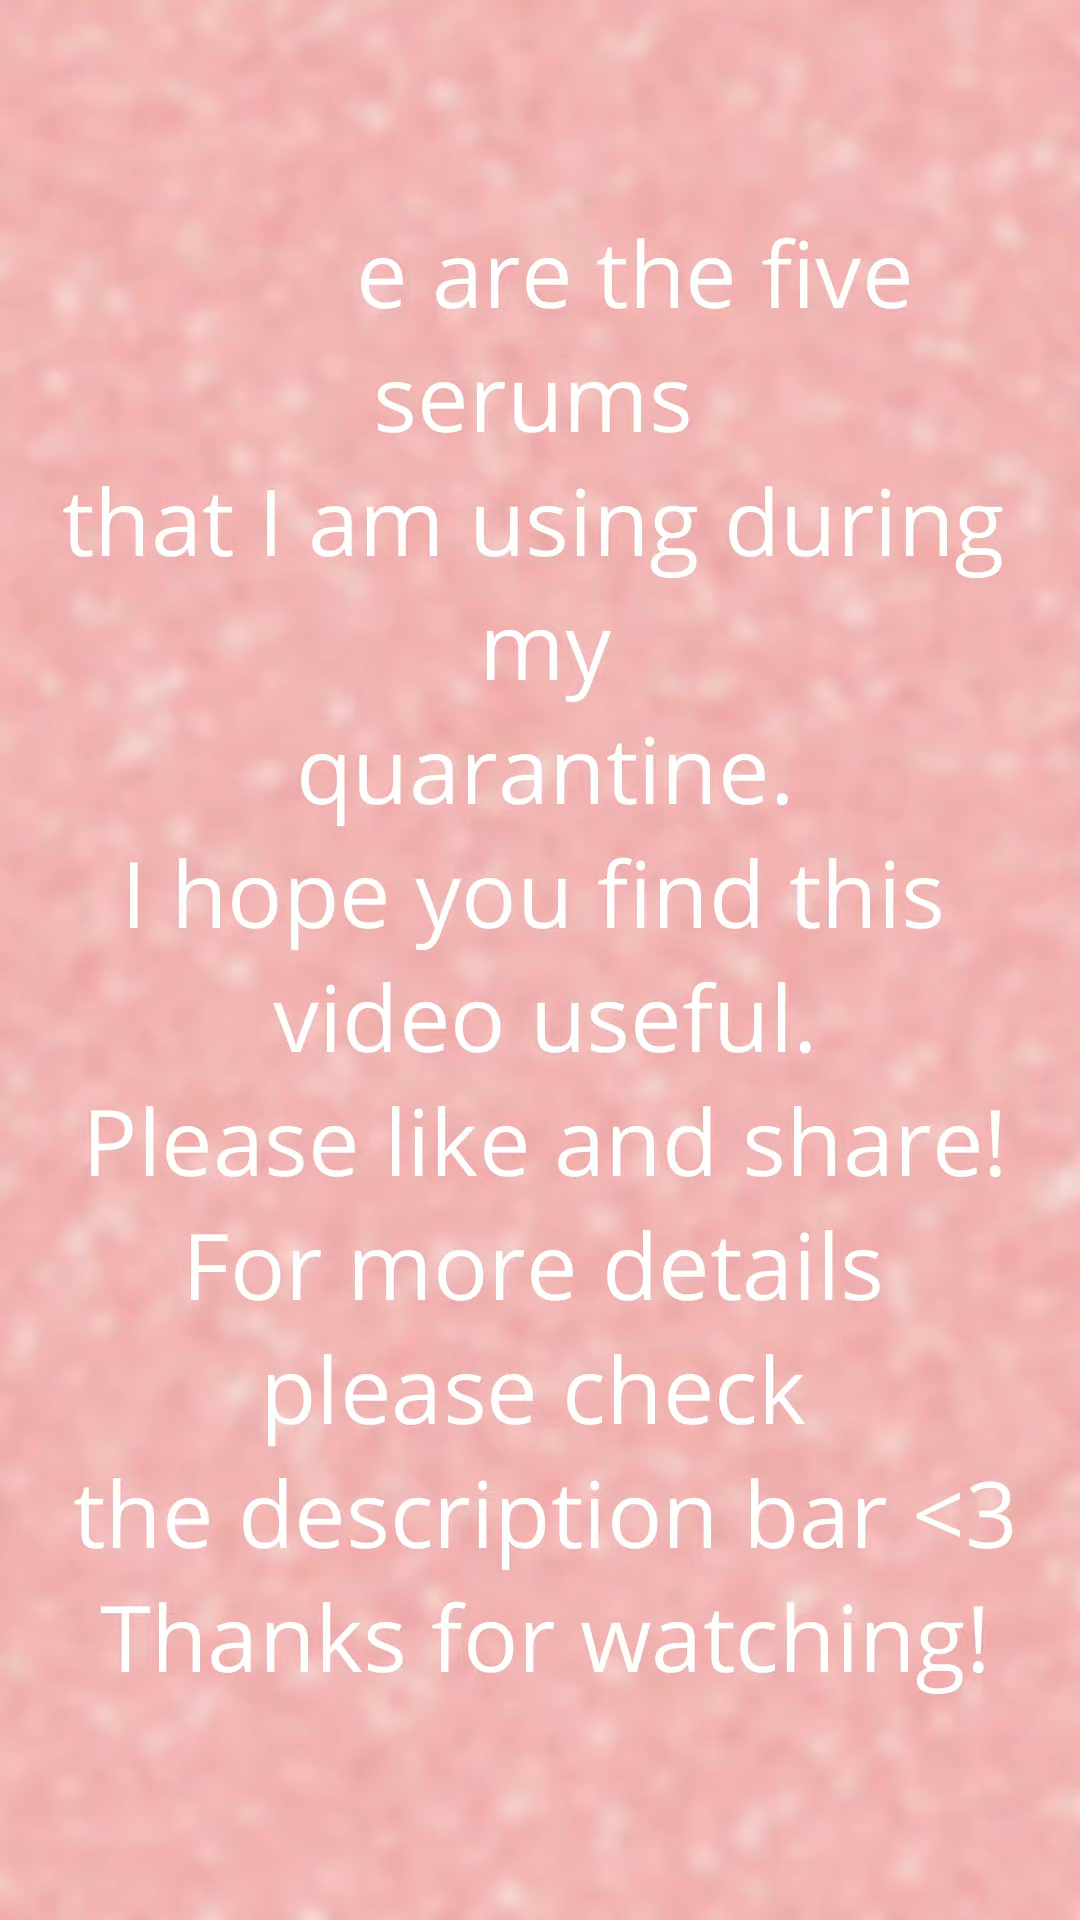 e are the five
serums
that I am using during
my
quarantine.
I hope you find this
video useful.
Please like and share!
For more details
please check
the description bar <3
Thanks for watching!